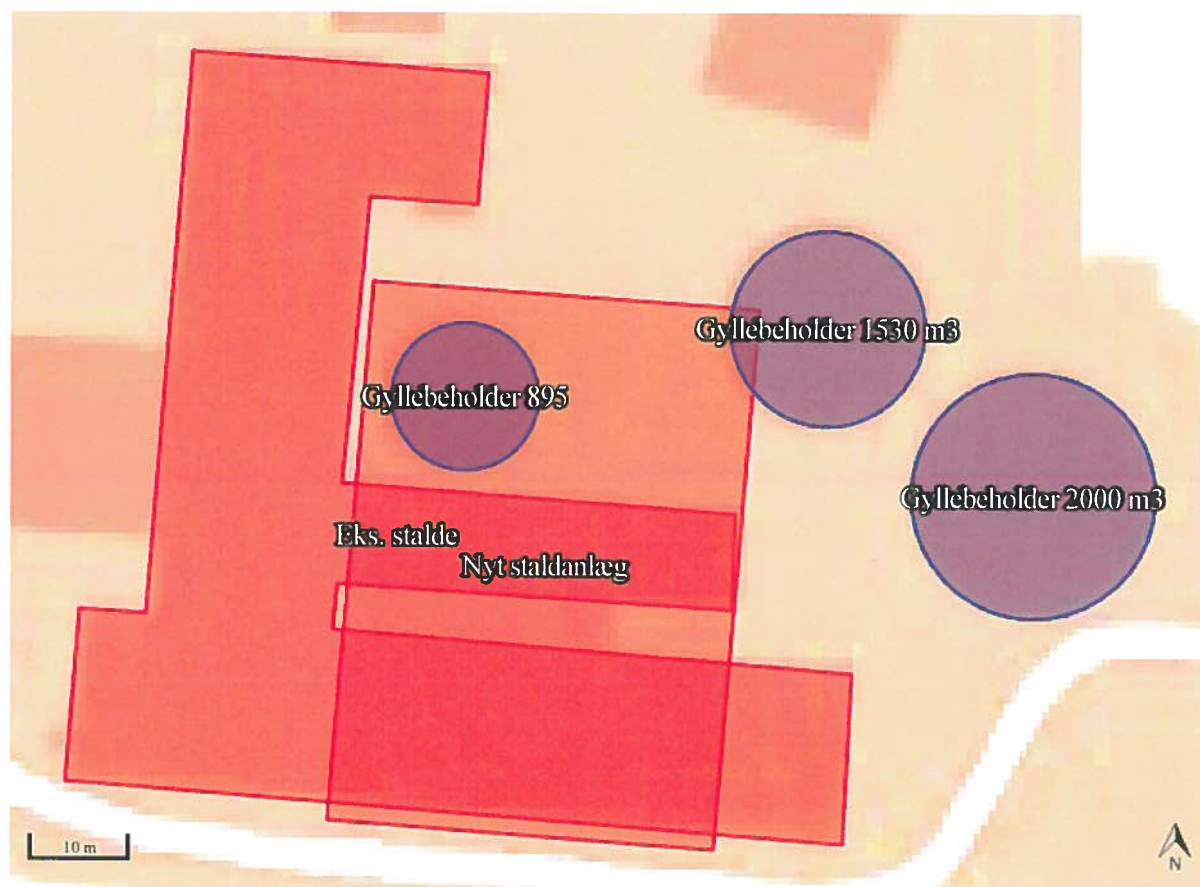 Gyllebeholder 1530 m3
Gyllebeholder 895
Gyllebeholder 2000 m3
Eks. stalde
Nyt staldanlæg
10 m
N